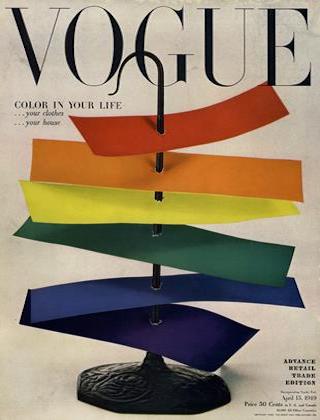 VOGUE
COLOR IN YOUR LIFE
...your clothes
...your house
ADVANCE
RETAIL
TRADE
EDITION
April 15, 1949
Price 50 Cents